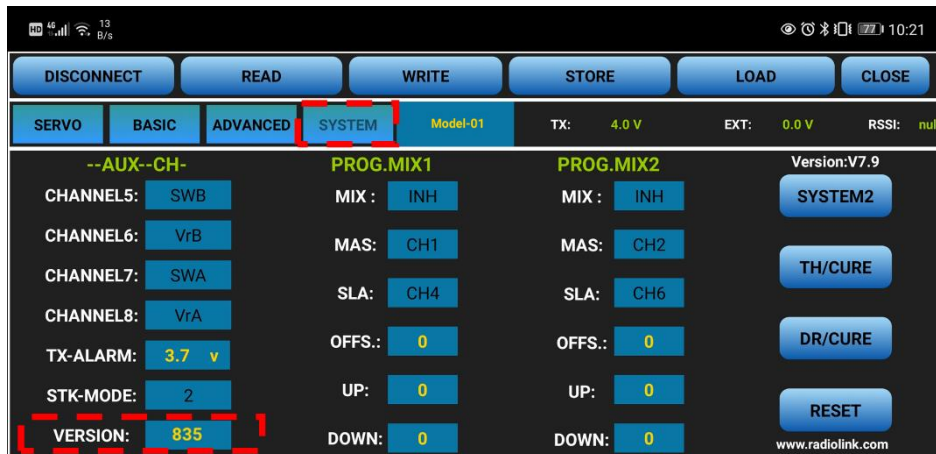 HD 4G 13 B/s 77 10:21
DISCONNECT READ WRITE STORE LOAD CLOSE
SERVO BASIC ADVANCED SYSTEM Model-01 TX: 4.0 V EXT: 0.0 V RSSI: nul
--AUX--CH- PROG.MIX1 PROG.MIX2 Version:V7.9
CHANNEL5: SWB MIX : INH MIX : INH SYSTEM2
CHANNEL6: VrB MAS: CH1 MAS: CH2
CHANNEL7: SWA SLA: CH4 SLA: CH6 TH/CURE
CHANNEL8: VrA OFFS.: 0 OFFS.: 0 DR/CURE
TX-ALARM: 3.7 v
STK-MODE: 2 UP: 0 UP: 0 RESET
VERSION: 835 DOWN: 0 DOWN: 0 www.radiolink.com